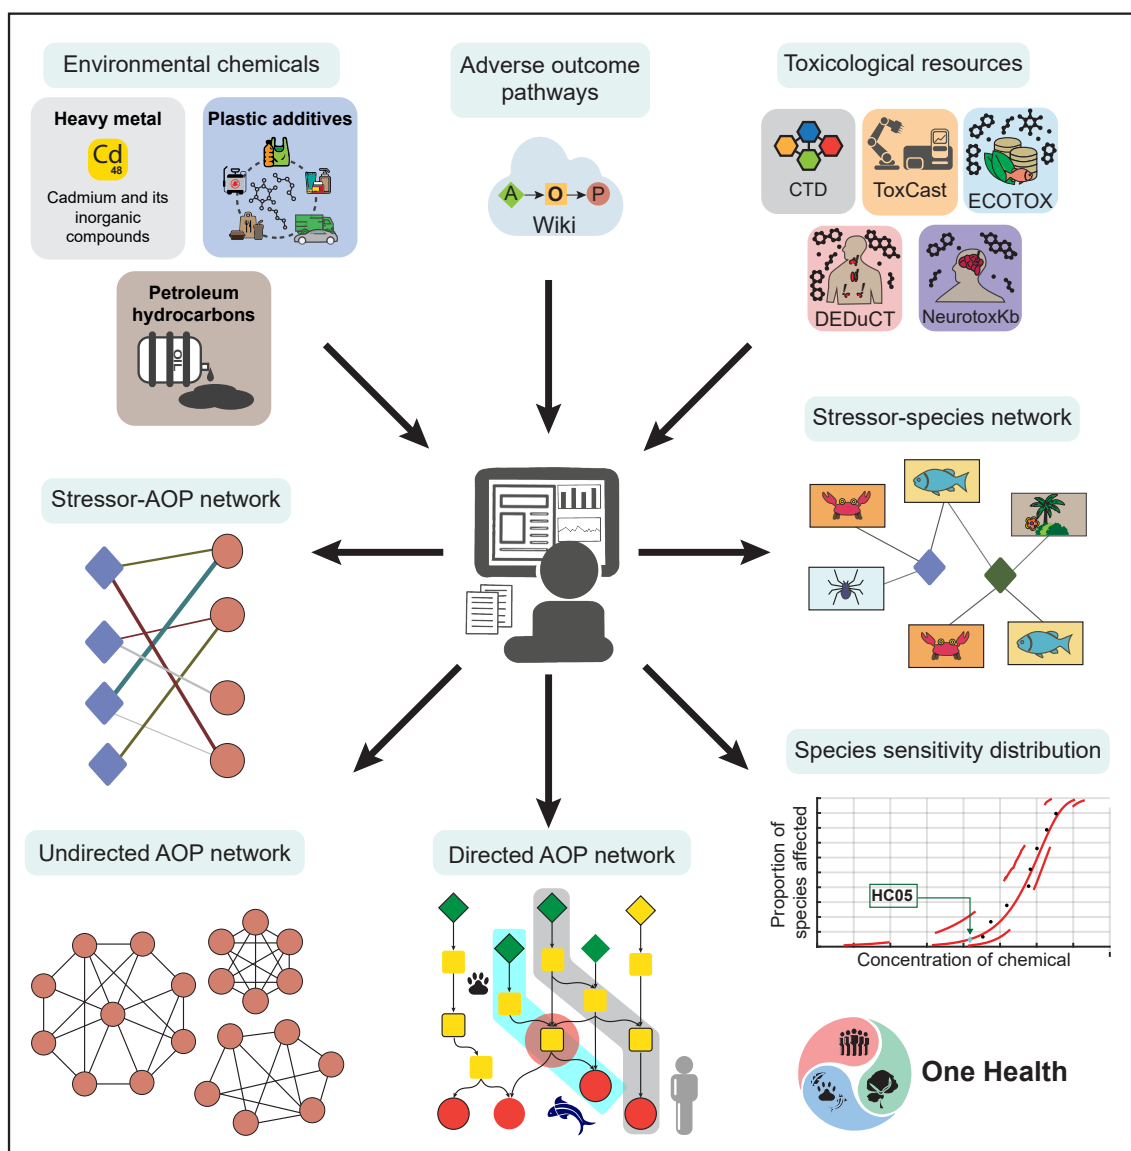 Environmental chemicals
Heavy metal
Cd
48
Cadmium and its
inorganic
compounds
Plastic additives
Petroleum
hydrocarbons
OIL
Adverse outcome
pathways
A O P
Wiki
Toxicological resources
CTD
ToxCast
ECOTOX
DEDuCT
NeurotoxKb
Stressor-species network
Stressor-AOP network
Species sensitivity distribution
Proportion of
species affected
HC05
Concentration of chemical
Undirected AOP network
Directed AOP network
One Health